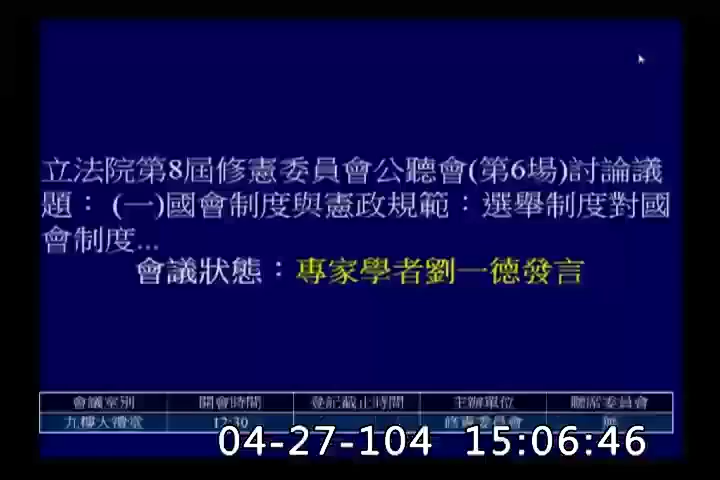 立法院第8屆修憲委員會公聽會(第6場)討論議
題：(一)國會制度與憲政規範：選舉制度對國
會制度...
會議狀態：專家學者劉一德發言
會議室別 開會時間 登記截止時間 主辦單位 聯席委員會
九樓大禮堂 12:30 修憲委員會 無
04-27-104 15:06:46